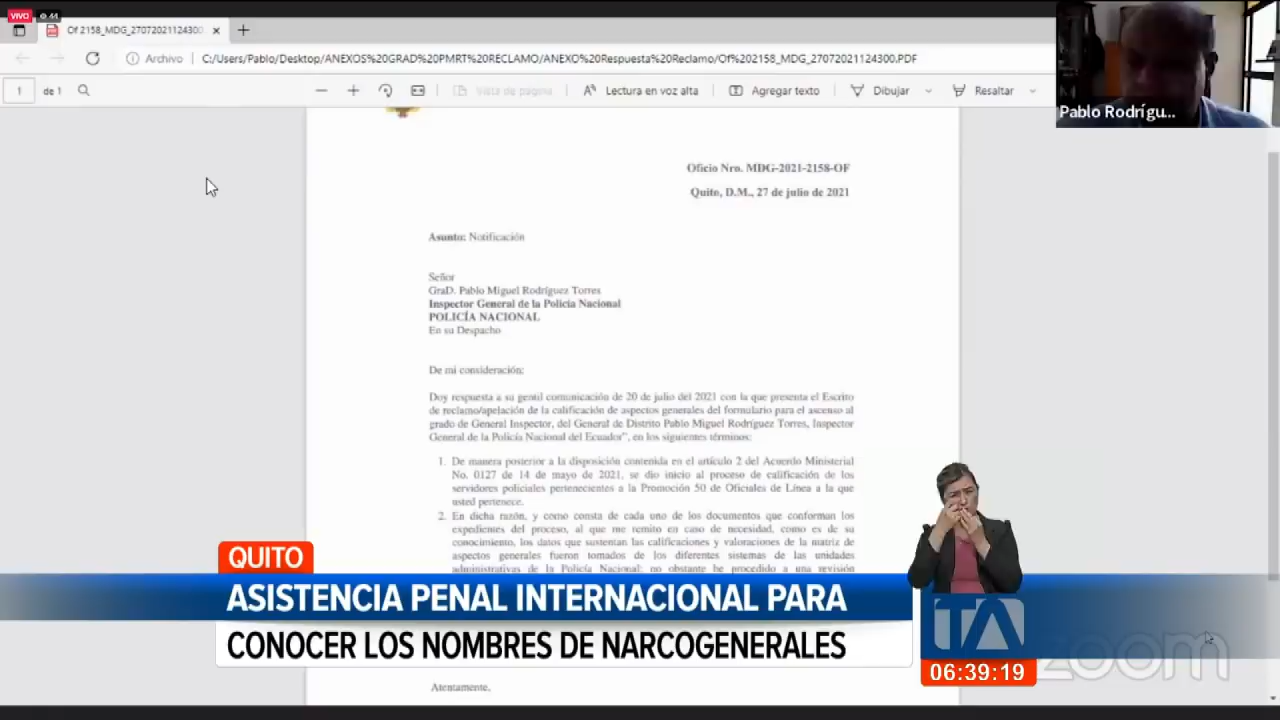 VIVO 44
Of 2158_MDG_27072021124300.
Archivo C:/Users/Pablo/Desktop/ANEXOS%20GRAD%20PMRT%20RECLAMO/ANEXO%20Respuesta%20Reclamo/Of%202158_MDG_27072021124300.PDF
1 de 1 Vista de página Lectura en voz alta Agregar texto Dibujar Resaltar
Pablo Rodrígu...
Oficio Nro. MDG-2021-2158-OF
Quito, D.M., 27 de julio de 2021
Asunto: Notificación
Señor
GraD. Pablo Miguel Rodríguez Torres
Inspector General de la Policía Nacional
POLICÍA NACIONAL
En su Despacho
De mi consideración:
Doy respuesta a su gentil comunicación de 20 de julio del 2021 con la que presenta el Escrito
de reclamo/apelación de la calificación de aspectos generales del formulario para el ascenso al
grado de General Inspector, del General de Distrito Pablo Miguel Rodríguez Torres, Inspector
General de la Policía Nacional del Ecuador", en los siguientes términos:
1. De manera posterior a la disposición contenida en el artículo 2 del Acuerdo Ministerial
No. 0127 de 14 de mayo de 2021, se dio inicio al proceso de calificación de los
servidores policiales pertenecientes a la Promoción 50 de Oficiales de Línea a la que
usted pertenece.
2. En dicha razón, y como consta de cada uno de los documentos que conforman los
expedientes del proceso, al que me remito en caso de necesidad, como es de su
conocimiento, los datos que sustentan las calificaciones y valoraciones de la matriz de
aspectos generales fueron tomados de los diferentes sistemas de las unidades
administrativas de la Policía Nacional; no obstante he procedido a una revisión
QUITO
ASISTENCIA PENAL INTERNACIONAL PARA
CONOCER LOS NOMBRES DE NARCOGENERALES
TA
zoom
06:39:19
Atentamente,